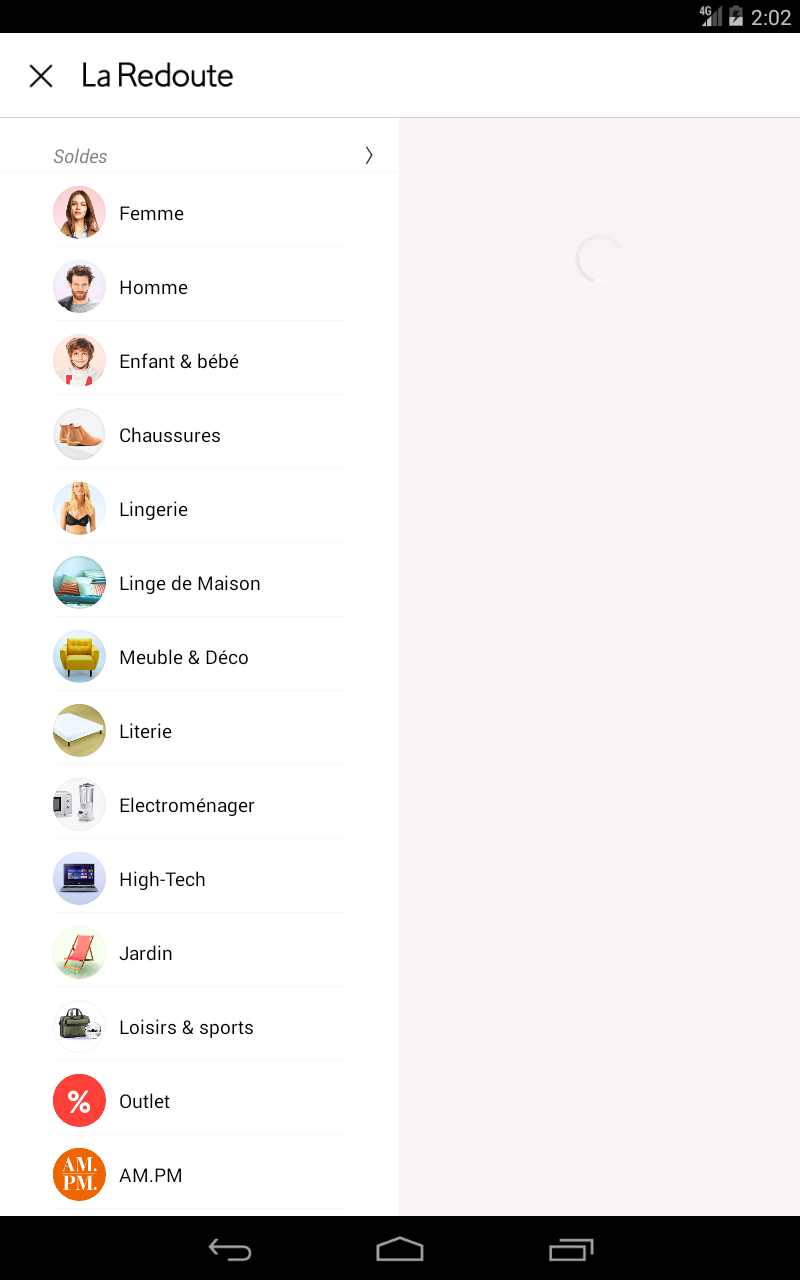 4G 2:02
La Redoute
Soldes
Femme
Homme
Enfant & bébé
Chaussures
Lingerie
Linge de Maison
Meuble & Déco
Literie
Electroménager
High-Tech
Jardin
Loisirs & sports
% Outlet
AM.
PM.
AM.PM